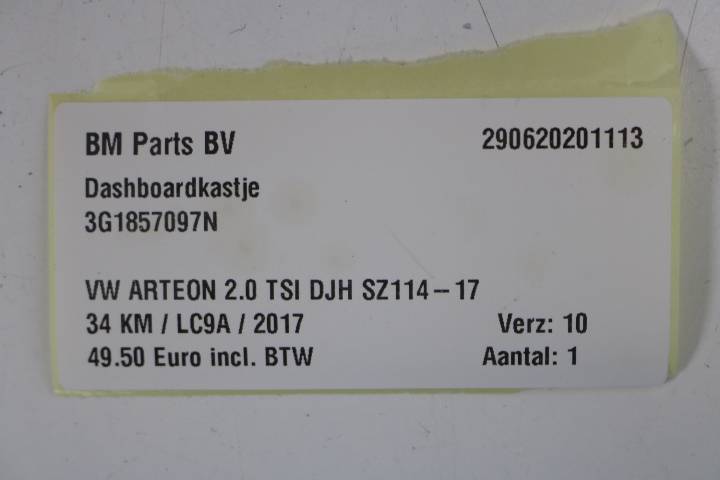 BM Parts BV 290620201113
Dashboardkastje
3G1857097N
VW ARTEON 2.0 TSI DJH SZ114-17
34 KM / LC9A / 2017 Verz: 10
49.50 Euro incl. BTW Aantal: 1